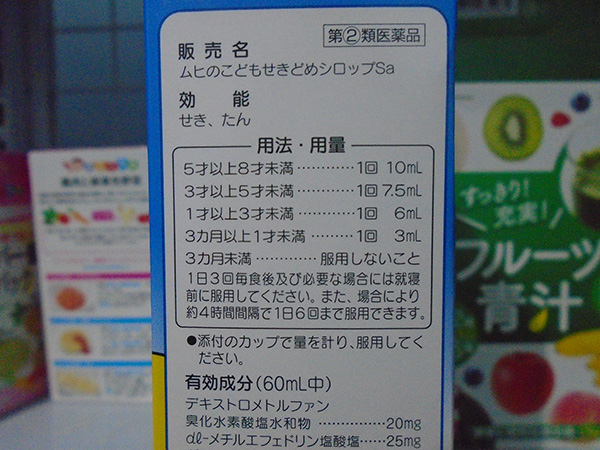 指②類医薬品
販売名
ムヒのこどもせきどめシロップSa
効能
せき、たん
用法・用量
5才以上8才未満…………1回 10mL
3才以上5才未満…………1回 7.5mL
1才以上3才未満…………1回 6mL
3カ月以上1才未満………1回 3mL
3カ月未満…………服用しないこと
1日3回毎食後及び必要な場合には就寝
前に服用してください。また、場合により
約4時間間隔で1日6回まで服用できます。
●添付のカップで量を計り、服用してく
ださい。
有効成分(60mL中)
デキストロメトルファン
臭化水素酸塩水和物……………20mg
dℓ-メチルエフェドリン塩酸塩……25mg
すっきり!
充実!
フルーツ
青汁